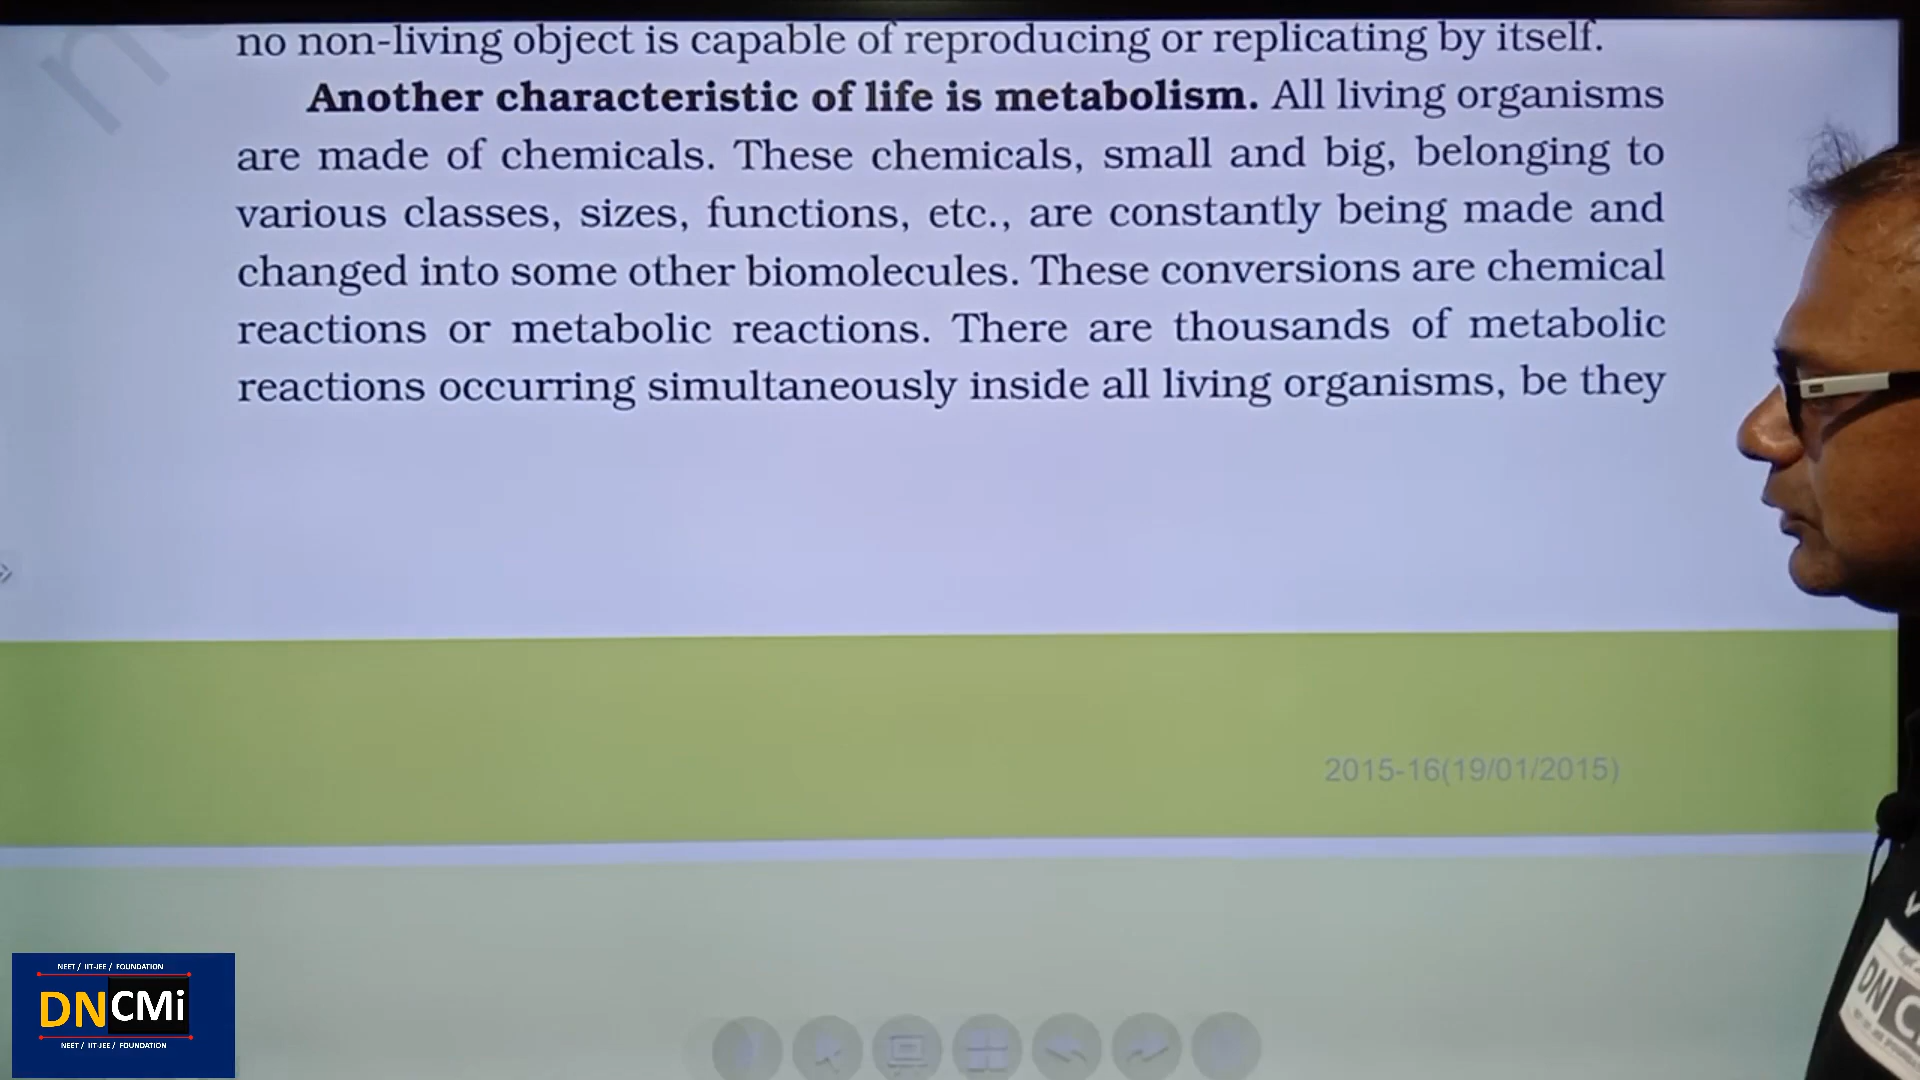 no non-living object is capable of reproducing or replicating by itself.
Another characteristic of life is metabolism. All living organisms
are made of chemicals. These chemicals, small and big, belonging to
various classes, sizes, functions, etc., are constantly being made and
changed into some other biomolecules. These conversions are chemical
reactions or metabolic reactions. There are thousands of metabolic
reactions occurring simultaneously inside all living organisms, be they
2015-16(19/01/2015)
NEET / IIT-JEE / FOUNDATION
DNCMi
NEET / IIT JEE / FOUNDATION
DN C